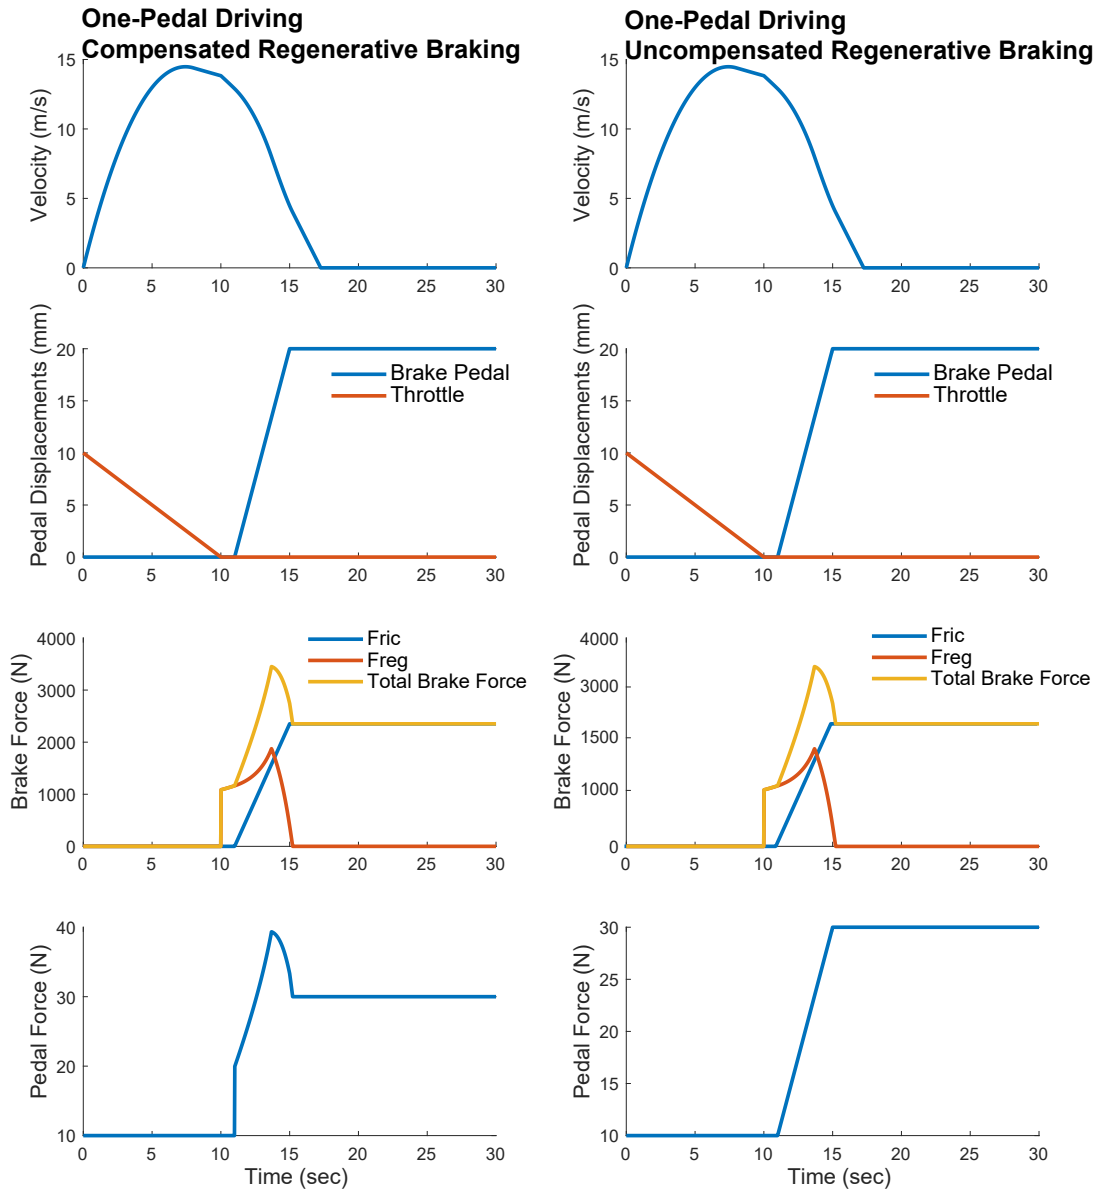 One-Pedal Driving
Compensated Regenerative Braking
15
10
5
0
Velocity (m/s)
0 5 10 15 20 25 30
20
15
10
5
0
Pedal Displacements (mm)
Brake Pedal
Throttle
0 5 10 15 20 25 30
4000
3000
2000
1000
0
Brake Force (N)
Fric
Freg
Total Brake Force
0 5 10 15 20 25 30
40
30
20
10
Pedal Force (N)
0 5 10 15 20 25 30
Time (sec)
One-Pedal Driving
Uncompensated Regenerative Braking
15
10
5
0
Velocity (m/s)
0 5 10 15 20 25 30
20
15
10
5
0
Pedal Displacements (mm)
Brake Pedal
Throttle
0 5 10 15 20 25 30
4000
3000
1500
1000
0
Brake Force (N)
Fric
Freg
Total Brake Force
0 5 10 15 20 25 30
30
25
20
15
10
Pedal Force (N)
0 5 10 15 20 25 30
Time (sec)